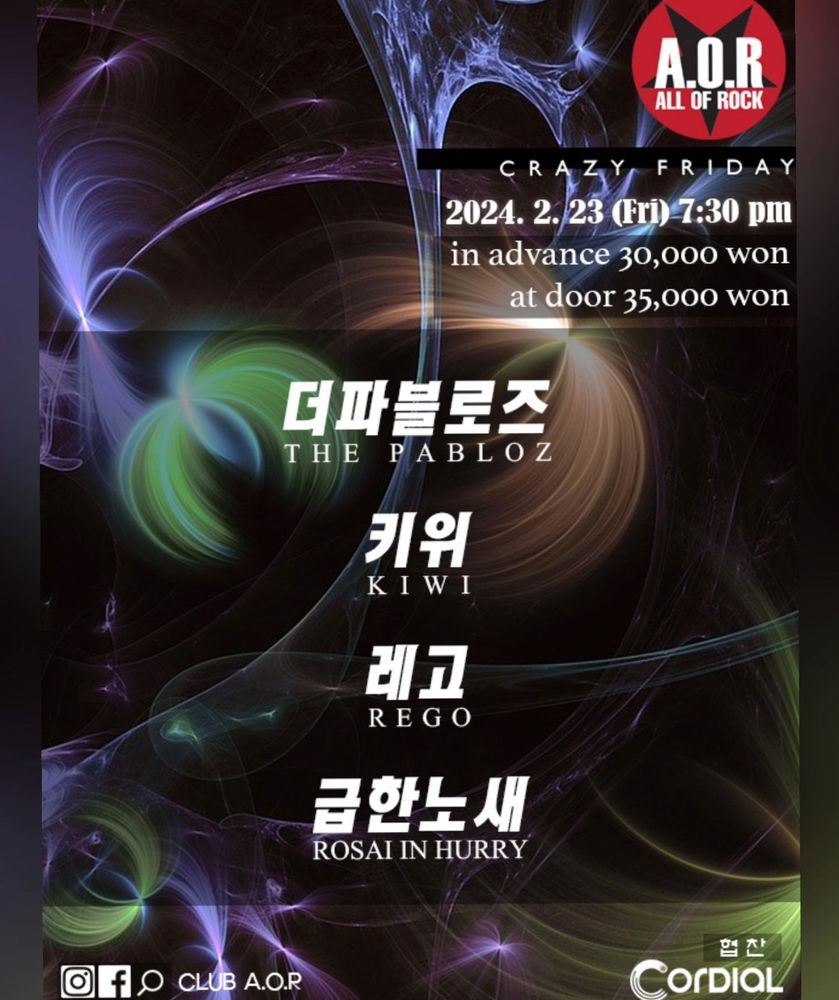 A.O.R
ALL OF ROCK
CRAZY FRIDAY
2024. 2. 23 (Fri) 7:30 pm
in advance 30,000 won
at door 35,000 won
더파블로즈
THE PABLOZ
키위
KIWI
레고
REGO
급한노새
ROSAI IN HURRY
협찬
CLUB A.O.R
CORDIAL